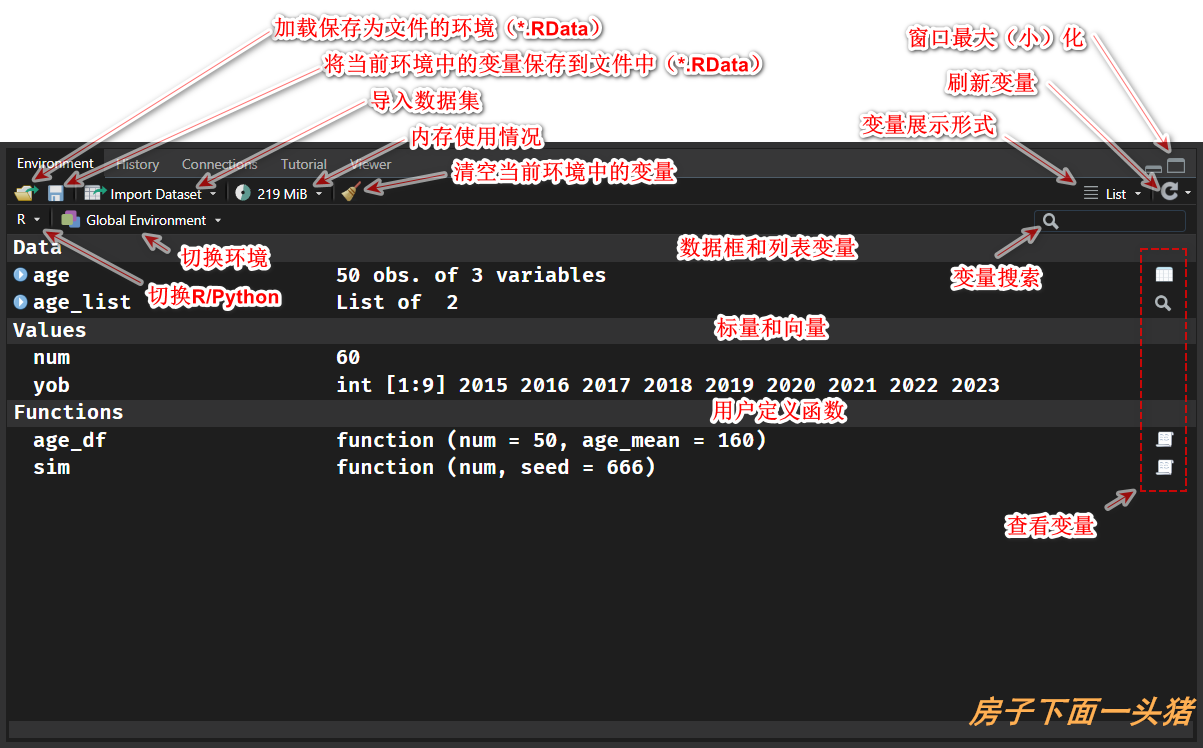 加载保存为文件的环境（*.RData）
窗口最大（小）化
将当前环境中的变量保存到文件中（*.RData）
刷新变量
导入数据集
变量展示形式
内存使用情况
Environment History Connections Tutorial Viewer
清空当前环境中的变量
Import Dataset 219 MiB List
R Global Environment
Data 数据框和列表变量
切换环境
变量搜索
age 50 obs. of 3 variables
切换R/Python
age_list List of 2
Values 标量和向量
num 60
yob int [1:9] 2015 2016 2017 2018 2019 2020 2021 2022 2023
Functions 用户定义函数
age_df function (num = 50, age_mean = 160)
sim function (num, seed = 666)
查看变量
房子下面一头猪